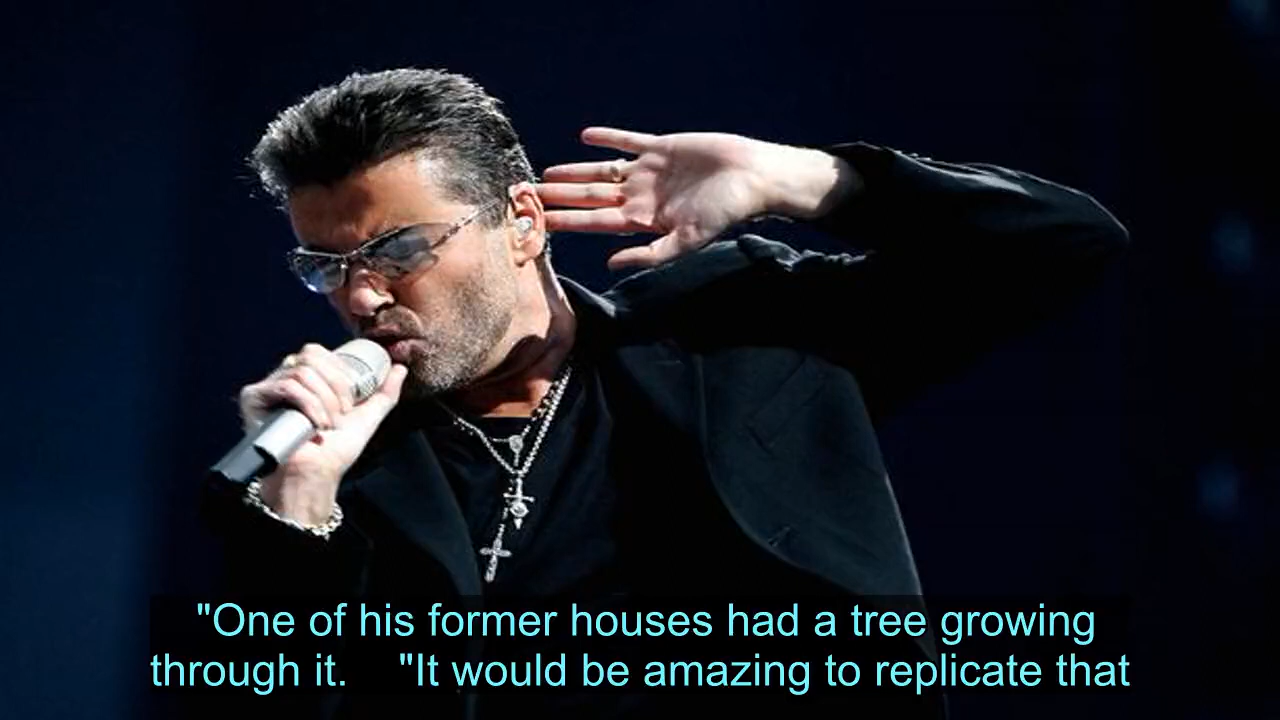 "One of his former houses had a tree growing
through it. "It would be amazing to replicate that